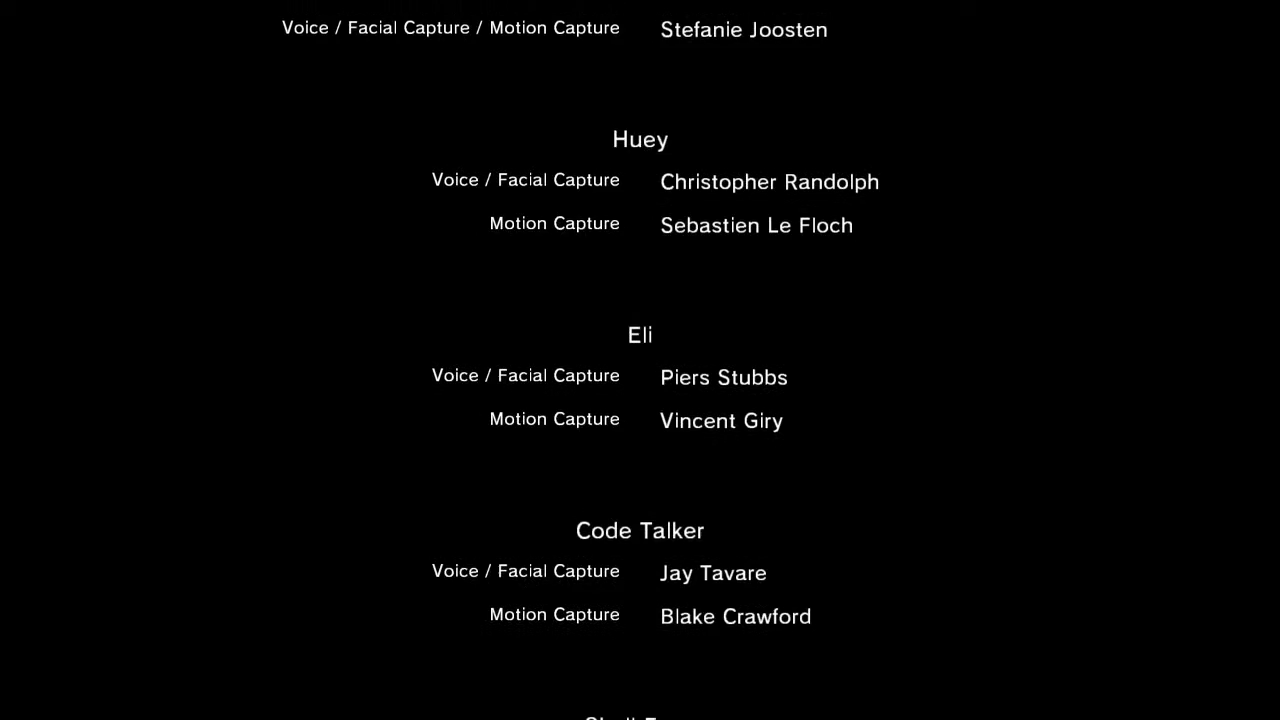 Voice / Facial Capture / Motion Capture Stefanie Joosten
Huey
Voice / Facial Capture Christopher Randolph
Motion Capture Sebastien Le Floch
Eli
Voice / Facial Capture Piers Stubbs
Motion Capture Vincent Giry
Code Talker
Voice / Facial Capture Jay Tavare
Motion Capture Blake Crawford